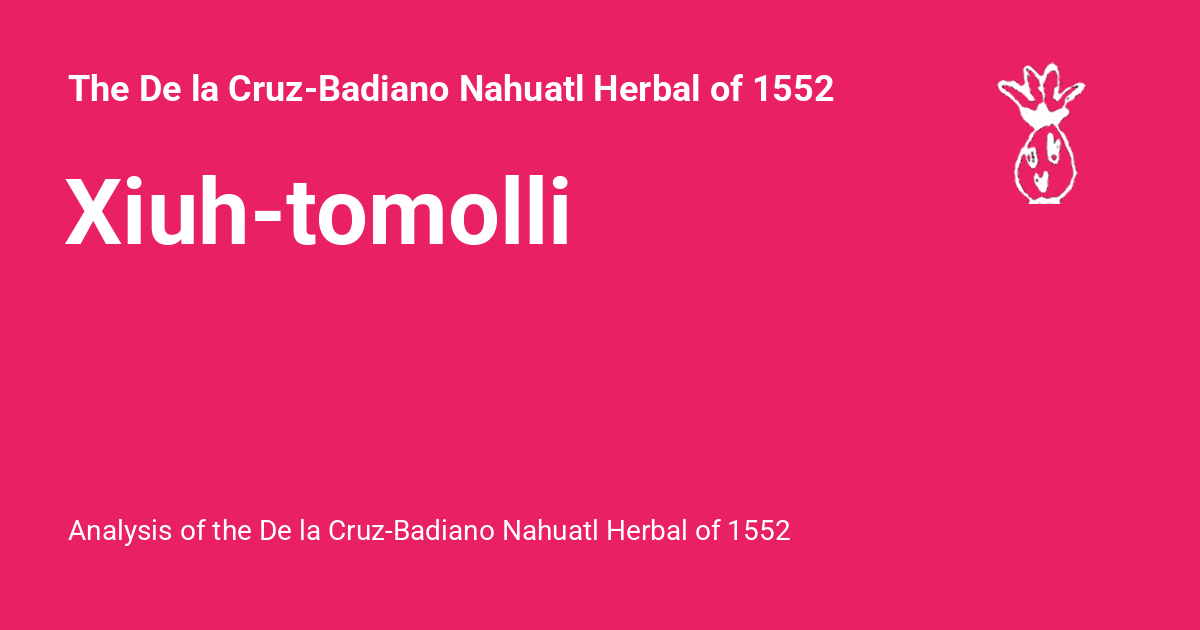 The De la Cruz-Badiano Nahuatl Herbal of 1552
Xiuh-tomolli
Analysis of the De la Cruz-Badiano Nahuatl Herbal of 1552